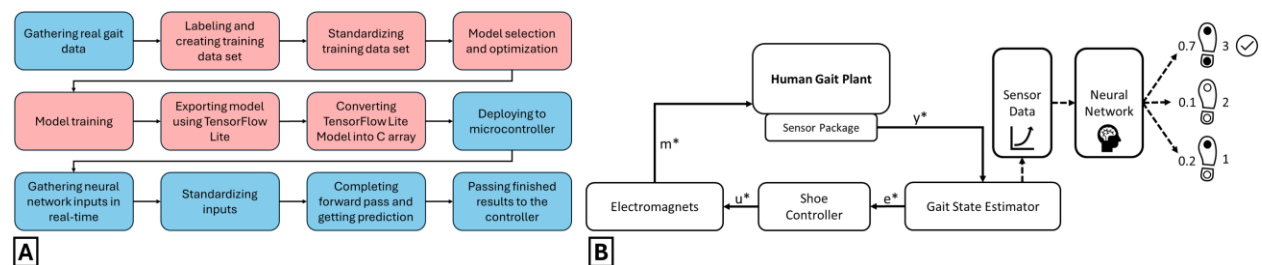 Gathering real gait
data
Labeling and
creating training
data set
Standardizing
training data set
Model selection
and optimization
Model training
Exporting model
using TensorFlow
Lite
Converting
TensorFlow Lite
Model into C array
Deploying to
microcontroller
Gathering neural
network inputs in
real-time
Standardizing
inputs
Completing
forward pass and
getting prediction
Passing finished
results to the
controller
A
Human Gait Plant
Sensor Package
m*
y*
Electromagnets
u*
Shoe
Controller
e*
Gait State Estimator
Sensor
Data
Neural
Network
0.7 3
0.1 2
0.2 1
B